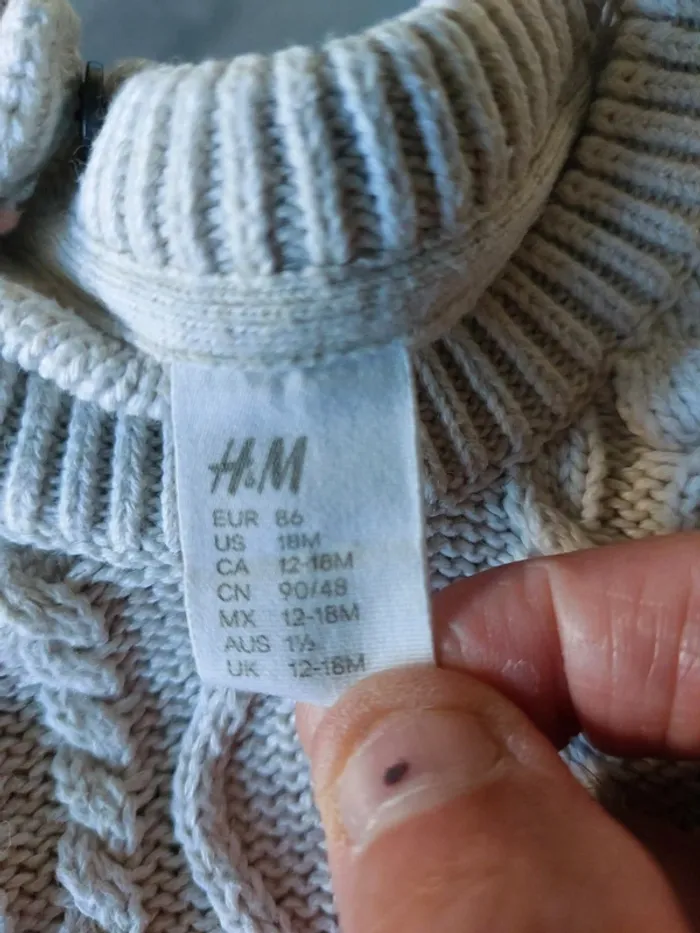 H&M
EUR 86
US 18M
CA 12-18M
CN 90/48
MX 12-18M
AUS 1½
UK 12-18M